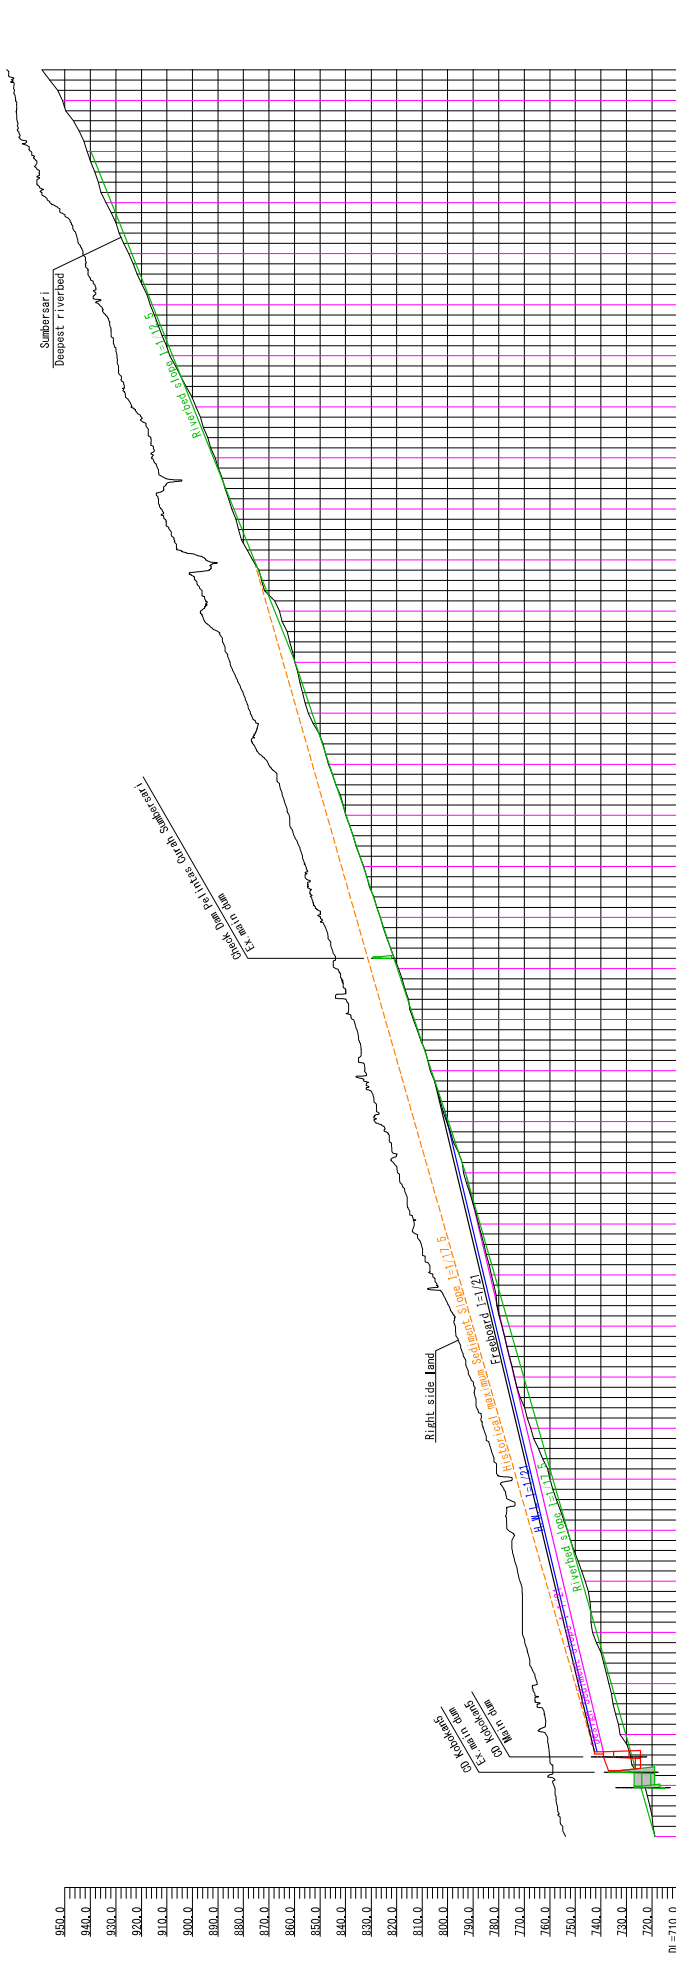 Sumbersari
Deepest riverbed
Riverbed slope I=1/12.5
Check Dam Pelintas Curah Sumbersari
Ex.main dum
Historical maximum Sediment Slope I=1/17.5
Freeboard I=1/21
Right side land
H.W.L I=1/21
Riverbed slope I=1/17.5
CD Kobokan5
Ex.main dum
CD Kobokan5
Main dum
950.0
940.0
930.0
920.0
910.0
900.0
890.0
880.0
870.0
860.0
850.0
840.0
830.0
820.0
810.0
800.0
790.0
780.0
770.0
760.0
750.0
740.0
730.0
720.0
DL=710.0